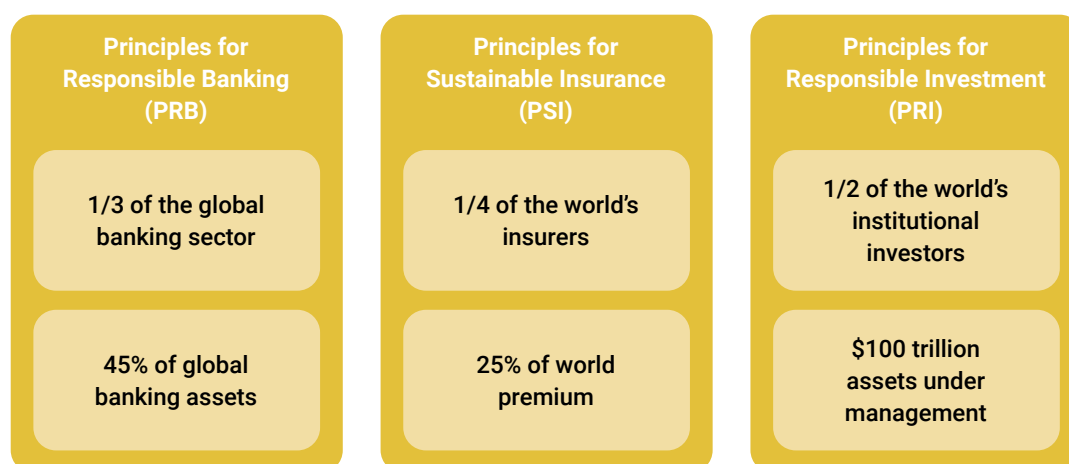 Principles for
Responsible Banking
(PRB)
1/3 of the global
banking sector
45% of global
banking assets
Principles for
Sustainable Insurance
(PSI)
1/4 of the world’s
insurers
25% of world
premium
Principles for
Responsible Investment
(PRI)
1/2 of the world’s
institutional
investors
$100 trillion
assets under
management